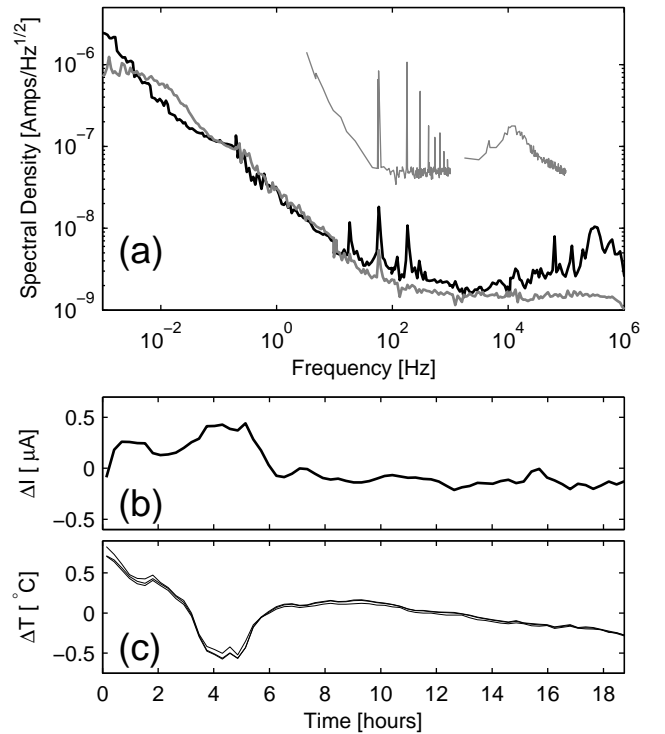 10⁻⁶
10⁻⁷
10⁻⁸
10⁻⁹
Spectral Density [Amps/Hz^1/2]
(a)
10⁻² 10⁰ 10² 10⁴ 10⁶
Frequency [Hz]
0.5
0
−0.5
ΔI [ μA]
(b)
0.5
0
−0.5
ΔT [ °C]
(c)
0 2 4 6 8 10 12 14 16 18
Time [hours]